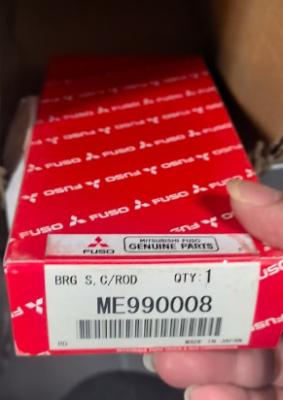 FUSO FUSO FUSO
FUSO
MITSUBISHI FUSO
GENUINE PARTS
BRG S, C/ROD QTY: 1
ME990008
MADE IN JAPAN